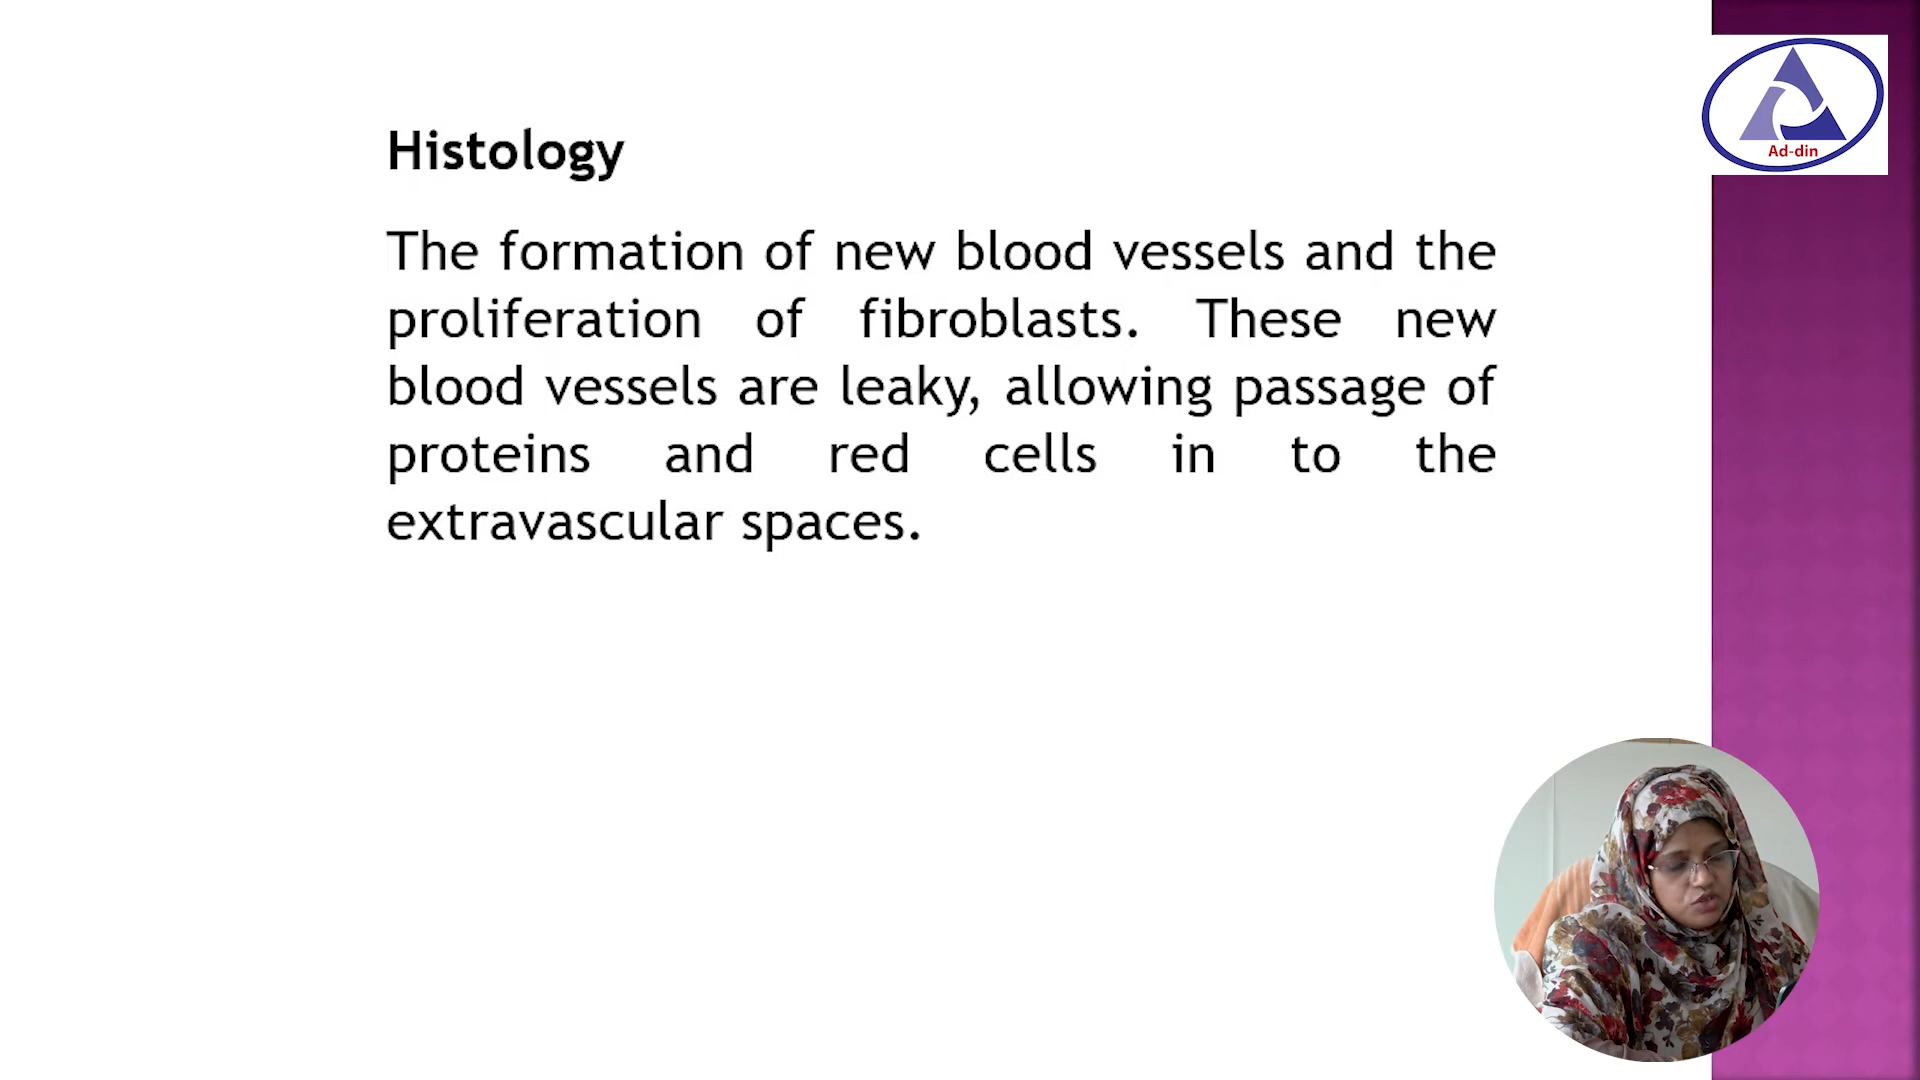 Ad-din
Histology
The formation of new blood vessels and the
proliferation of fibroblasts. These new
blood vessels are leaky, allowing passage of
proteins and red cells in to the
extravascular spaces.